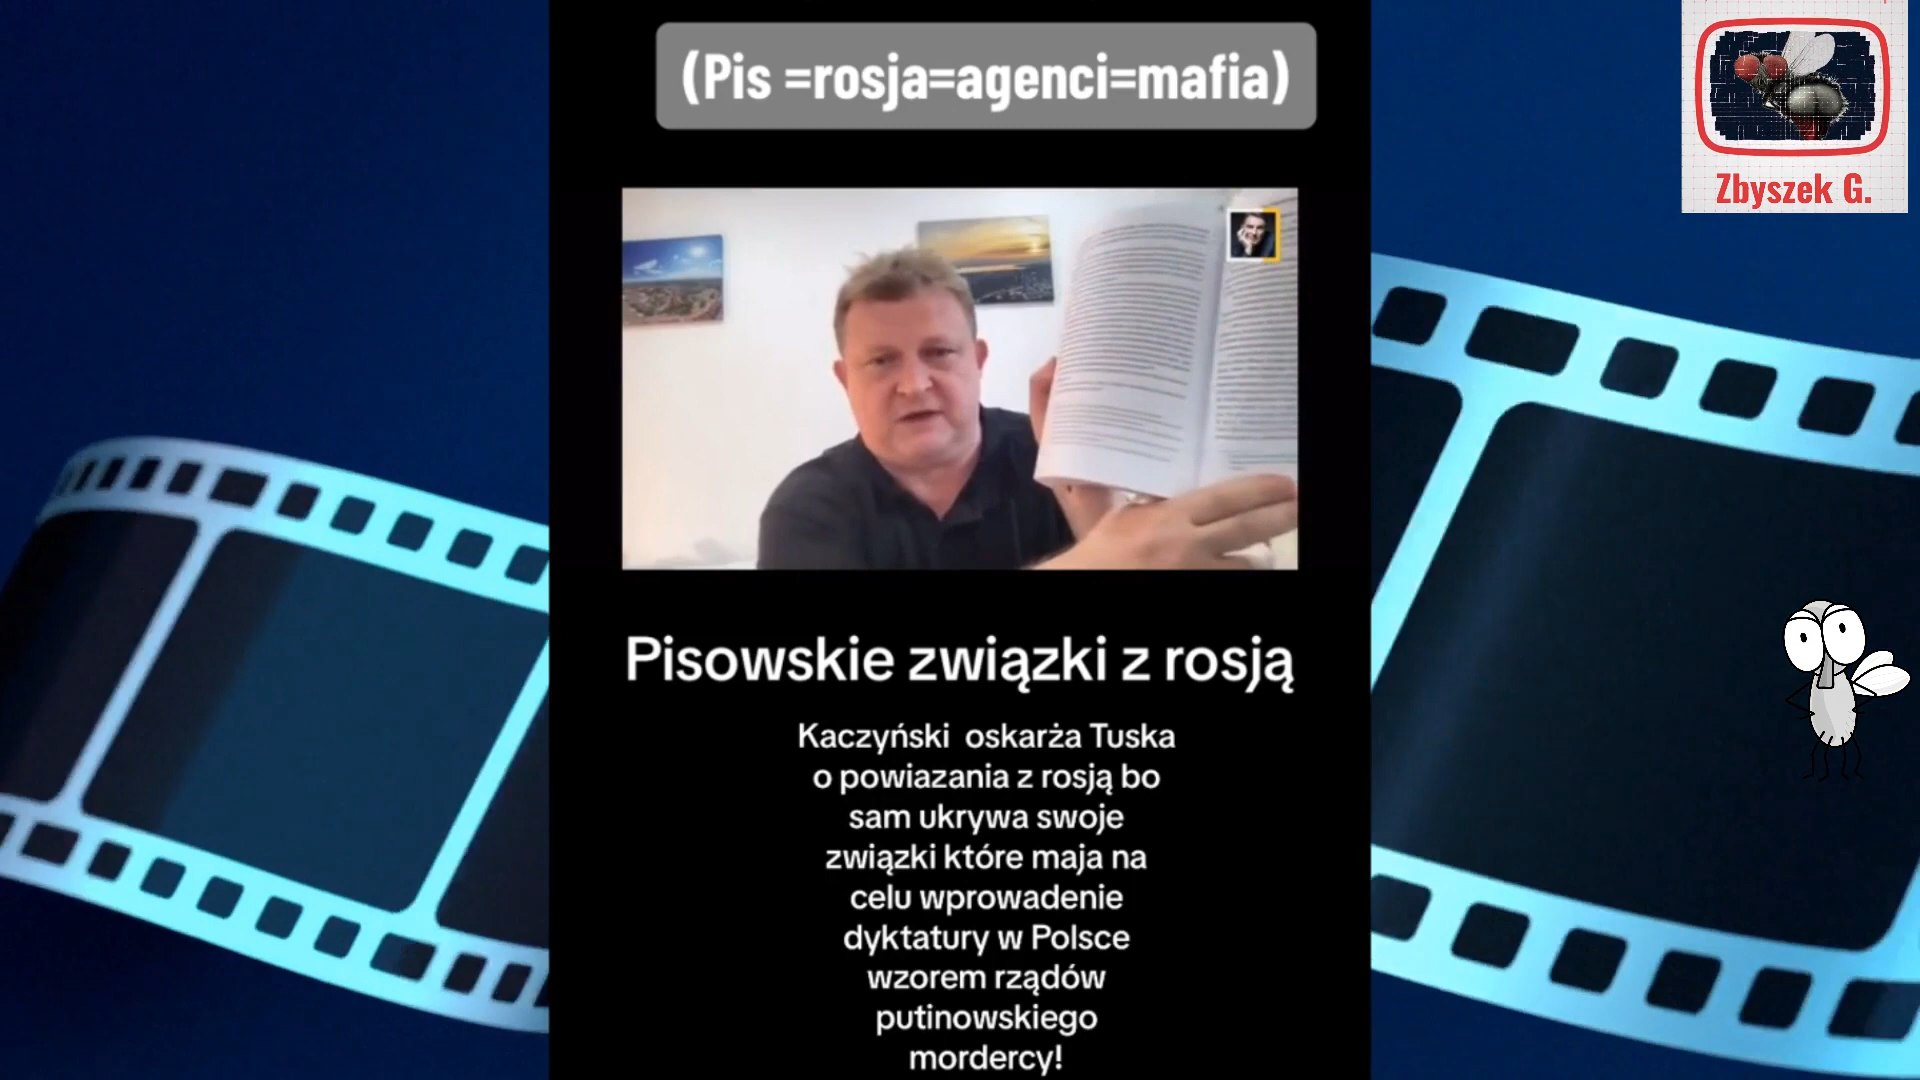 (Pis =rosja=agenci=mafia)
Zbyszek G.
Pisowskie związki z rosją
Kaczyński  oskarża Tuska
o powiazania z rosją bo
sam ukrywa swoje
związki które maja na
celu wprowadenie
dyktatury w Polsce
wzorem rządów
putinowskiego
mordercy!